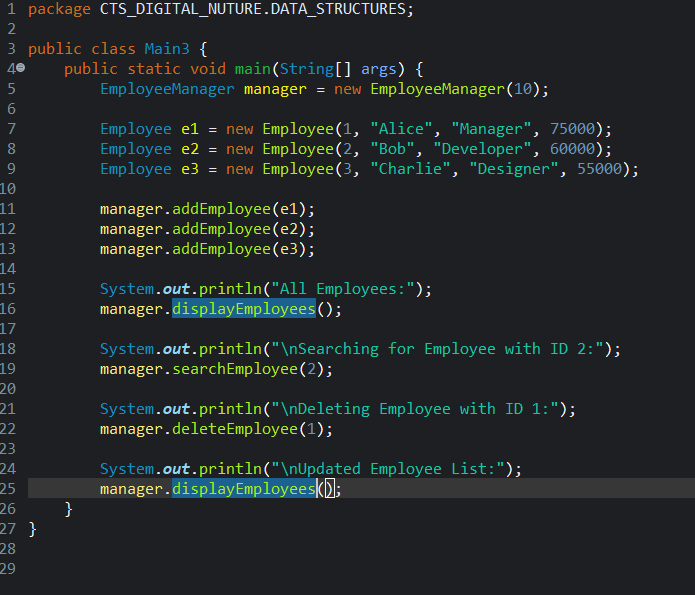 1 package CTS_DIGITAL_NUTURE.DATA_STRUCTURES;
2
3 public class Main3 {
4     public static void main(String[] args) {
5         EmployeeManager manager = new EmployeeManager(10);
6
7         Employee e1 = new Employee(1, "Alice", "Manager", 75000);
8         Employee e2 = new Employee(2, "Bob", "Developer", 60000);
9         Employee e3 = new Employee(3, "Charlie", "Designer", 55000);
10
11         manager.addEmployee(e1);
12         manager.addEmployee(e2);
13         manager.addEmployee(e3);
14
15         System.out.println("All Employees:");
16         manager.displayEmployees();
17
18         System.out.println("\nSearching for Employee with ID 2:");
19         manager.searchEmployee(2);
20
21         System.out.println("\nDeleting Employee with ID 1:");
22         manager.deleteEmployee(1);
23
24         System.out.println("\nUpdated Employee List:");
25         manager.displayEmployees();
26     }
27 }
28
29